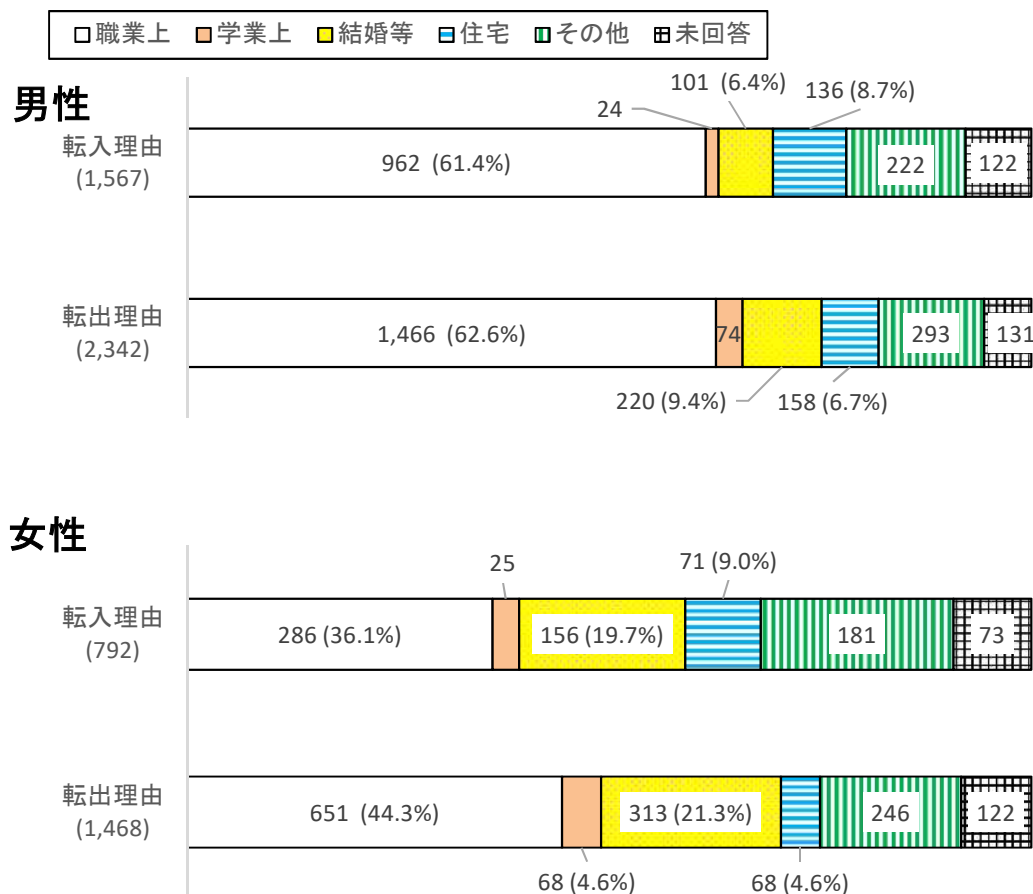 職業上 学業上 結婚等 住宅 その他 未回答
男性
101 (6.4%) 136 (8.7%)
24
転入理由
(1,567)
962 (61.4%) 222 122
転出理由
(2,342)
1,466 (62.6%) 74 293 131
220 (9.4%) 158 (6.7%)
女性
25 71 (9.0%)
転入理由
(792)
286 (36.1%) 156 (19.7%) 181 73
転出理由
(1,468)
651 (44.3%) 313 (21.3%) 246 122
68 (4.6%) 68 (4.6%)